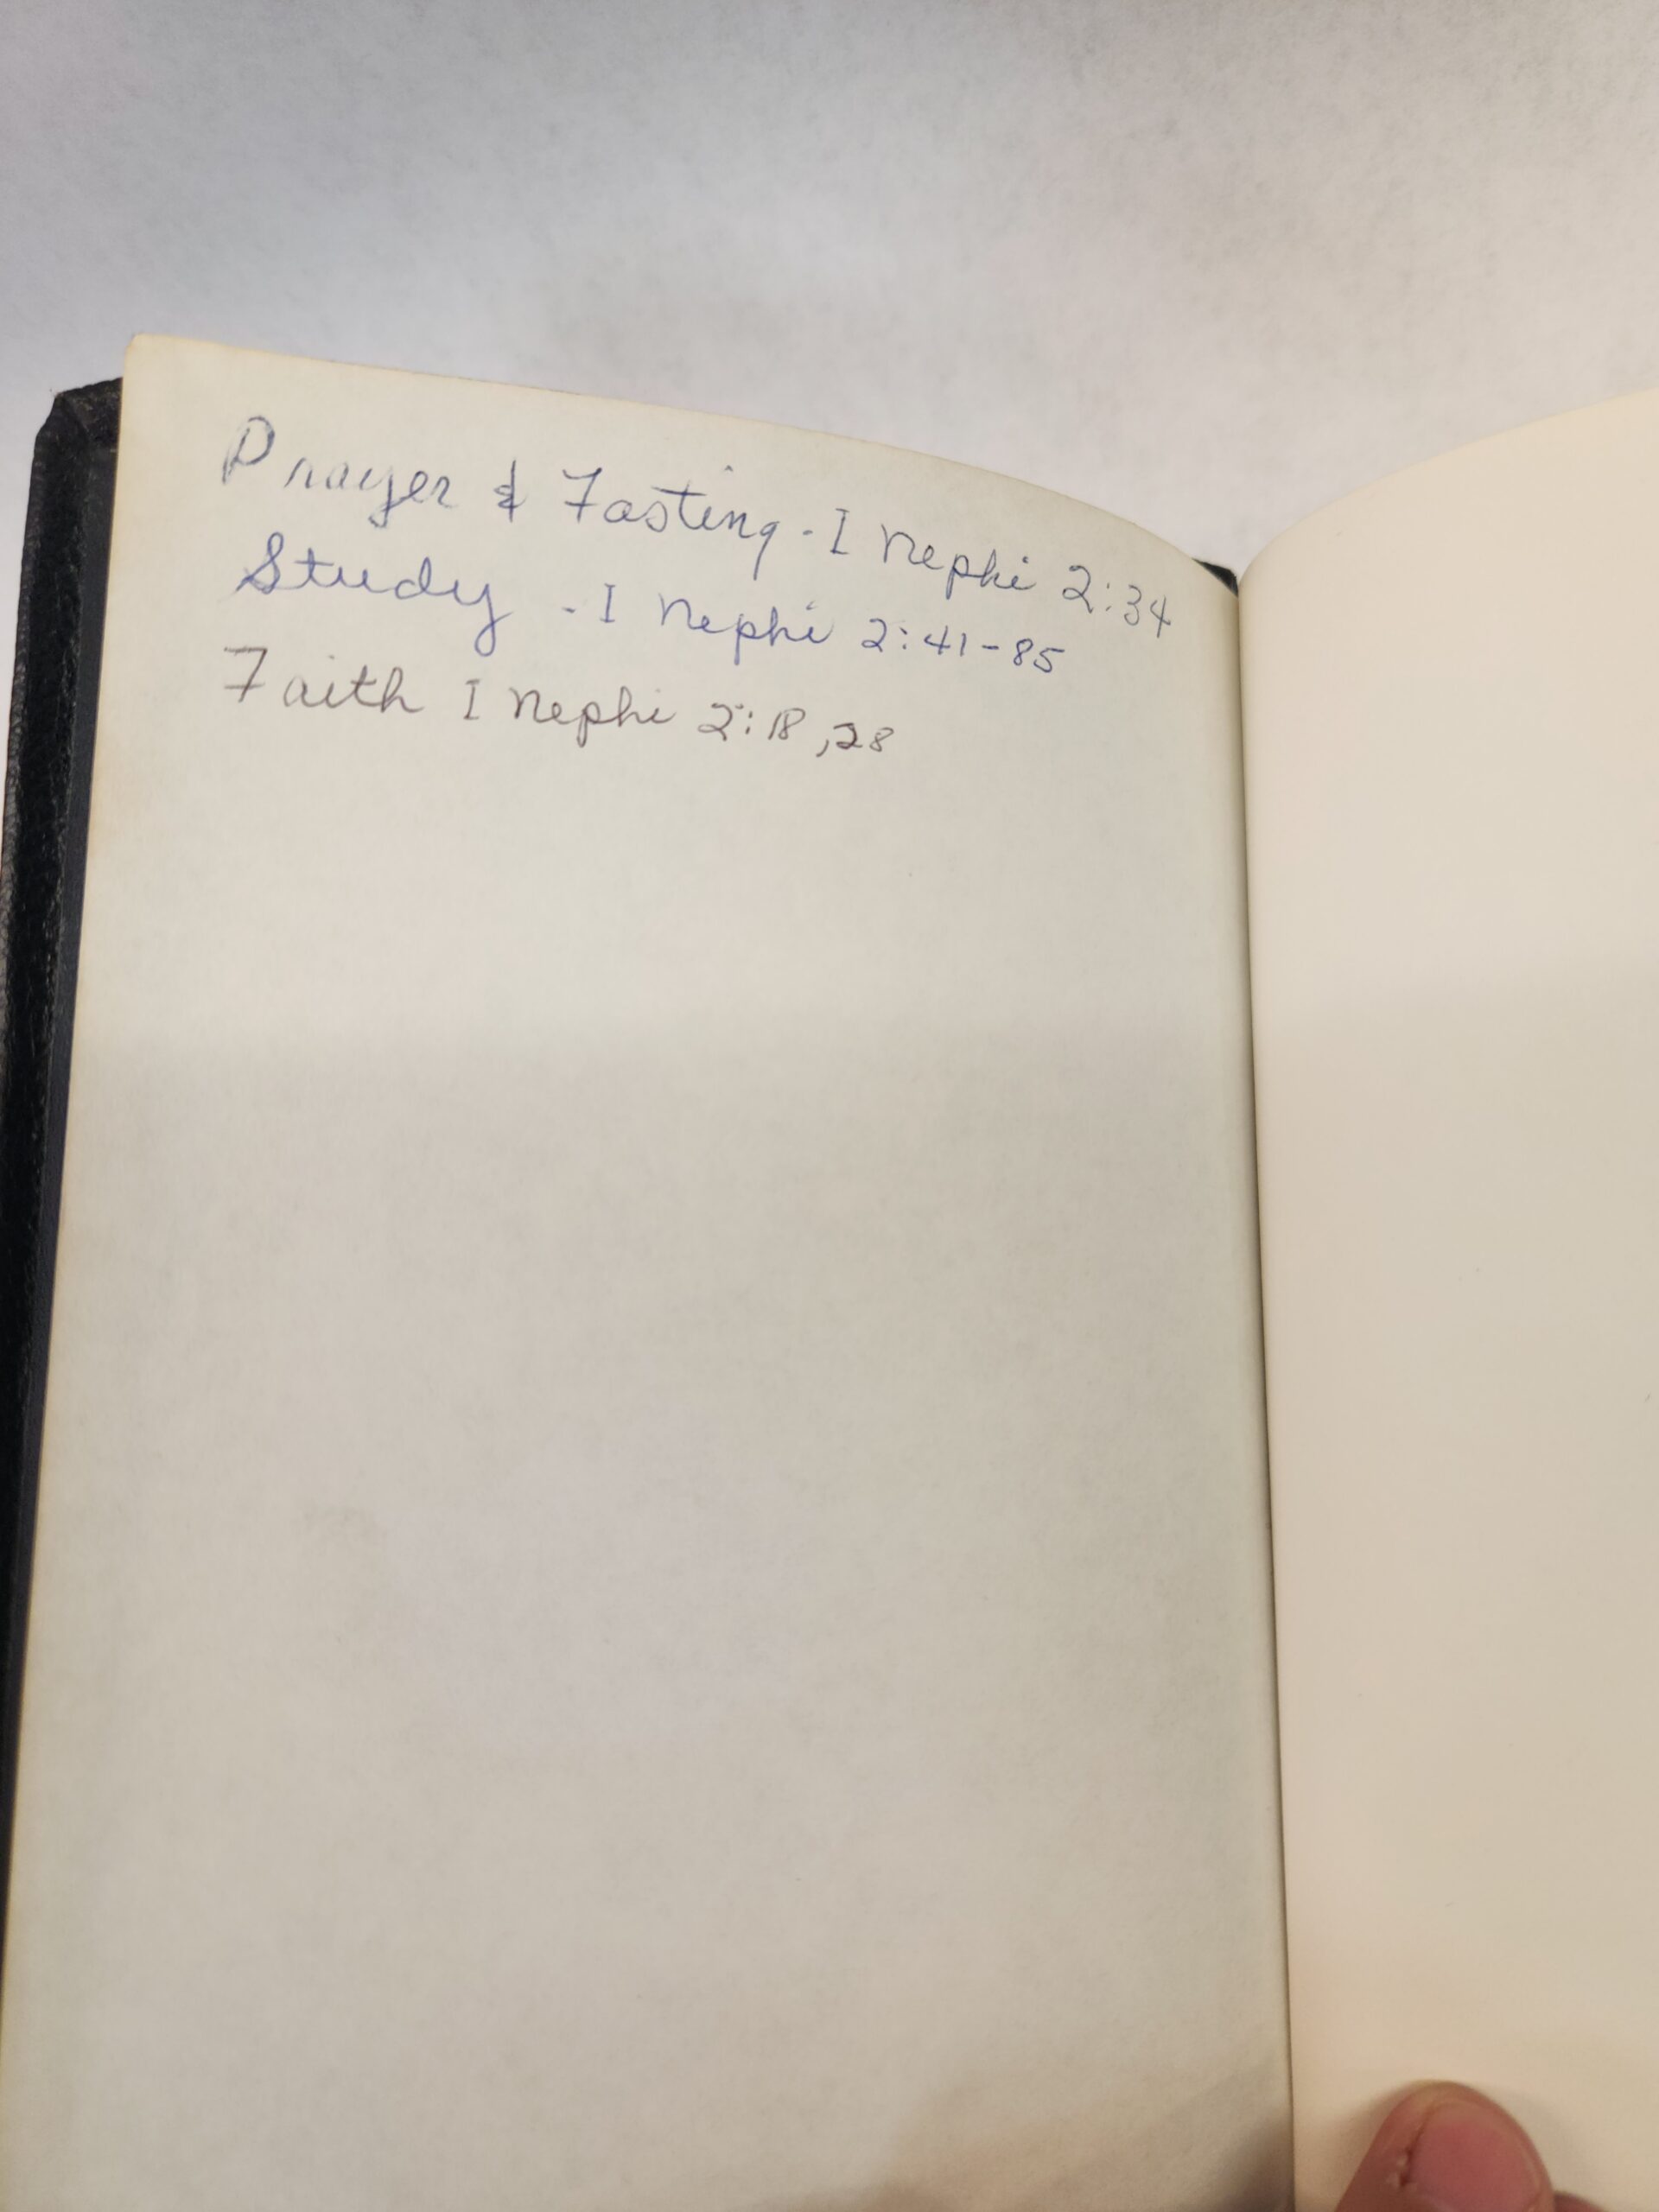 Prayer & Fasting - I Nephi 2:34
Study - I Nephi 2:41-85
Faith I Nephi 2:18,28